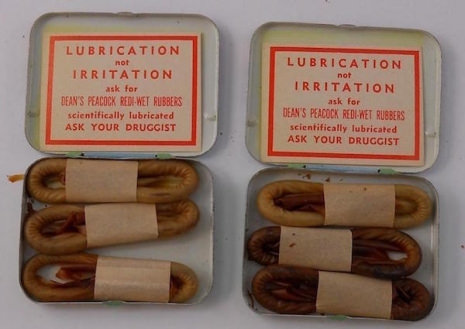 LUBRICATION
not
IRRITATION
ask for
DEAN'S PEACOCK REDI-WET RUBBERS
scientifically lubricated
ASK YOUR DRUGGIST
LUBRICATION
not
IRRITATION
ask for
DEAN'S PEACOCK REDI-WET RUBBERS
scientifically lubricated
ASK YOUR DRUGGIST